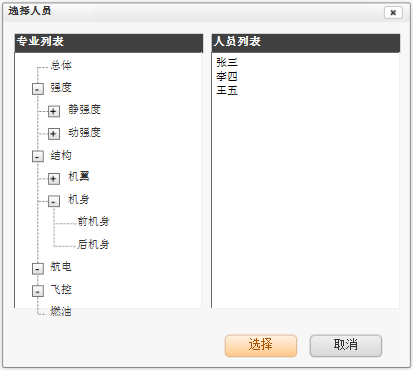 选择人员
专业列表
总体
强度
静强度
动强度
结构
机翼
机身
前机身
后机身
航电
飞控
燃油
人员列表
张三
李四
王五
选择
取消